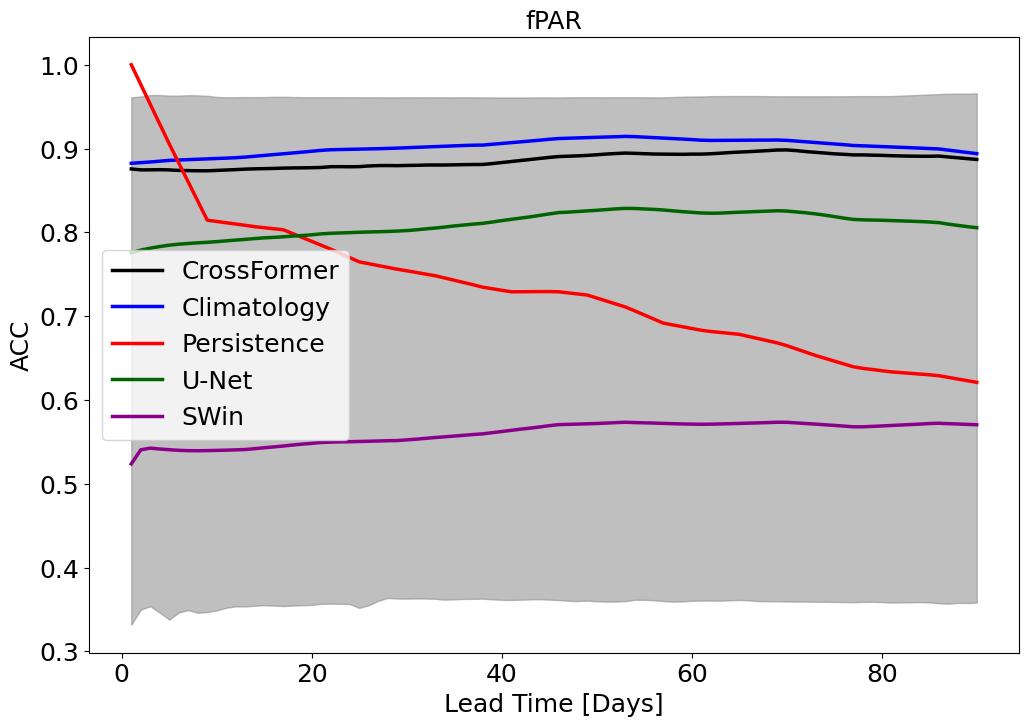 fPAR
1.0
0.9
0.8
0.7
0.6
0.5
0.4
0.3
ACC
CrossFormer
Climatology
Persistence
U-Net
SWin
0 20 40 60 80
Lead Time [Days]